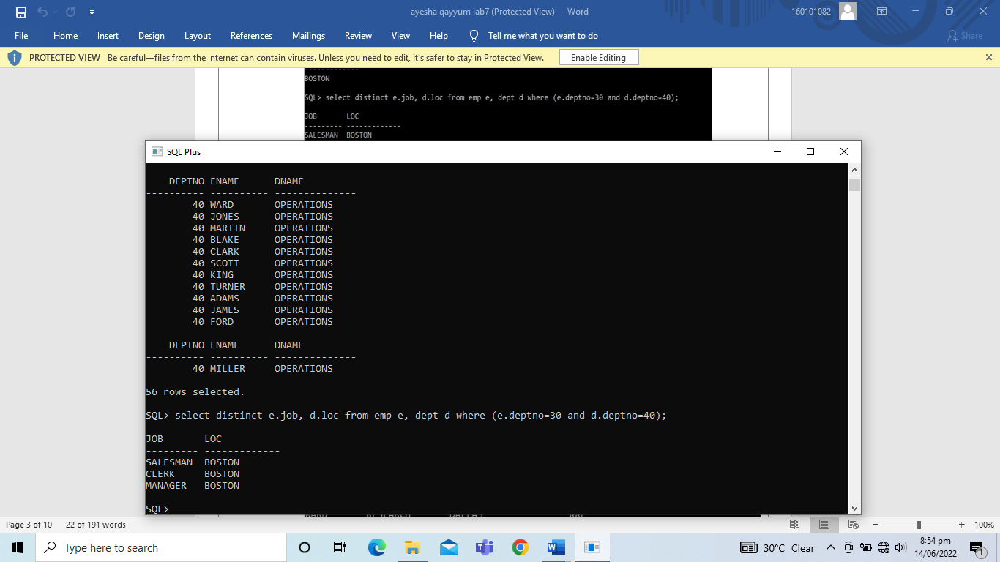 ayesha qayyum lab7 (Protected View) - Word
160101082
File Home Insert Design Layout References Mailings Review View Help Tell me what you want to do Share
PROTECTED VIEW Be careful—files from the Internet can contain viruses. Unless you need to edit, it's safer to stay in Protected View. Enable Editing
-------------
BOSTON
SQL> select distinct e.job, d.loc from emp e, dept d where (e.deptno=30 and d.deptno=40);
JOB LOC
--------- -------------
SALESMAN BOSTON
SQL Plus
DEPTNO ENAME DNAME
---------- ---------- --------------
40 WARD OPERATIONS
40 JONES OPERATIONS
40 MARTIN OPERATIONS
40 BLAKE OPERATIONS
40 CLARK OPERATIONS
40 SCOTT OPERATIONS
40 KING OPERATIONS
40 TURNER OPERATIONS
40 ADAMS OPERATIONS
40 JAMES OPERATIONS
40 FORD OPERATIONS
DEPTNO ENAME DNAME
---------- ---------- --------------
40 MILLER OPERATIONS
56 rows selected.
SQL> select distinct e.job, d.loc from emp e, dept d where (e.deptno=30 and d.deptno=40);
JOB LOC
--------- -------------
SALESMAN BOSTON
CLERK BOSTON
MANAGER BOSTON
SQL>
Page 3 of 10 22 of 191 words
100%
Type here to search
30°C Clear
8:54 pm
14/06/2022
1